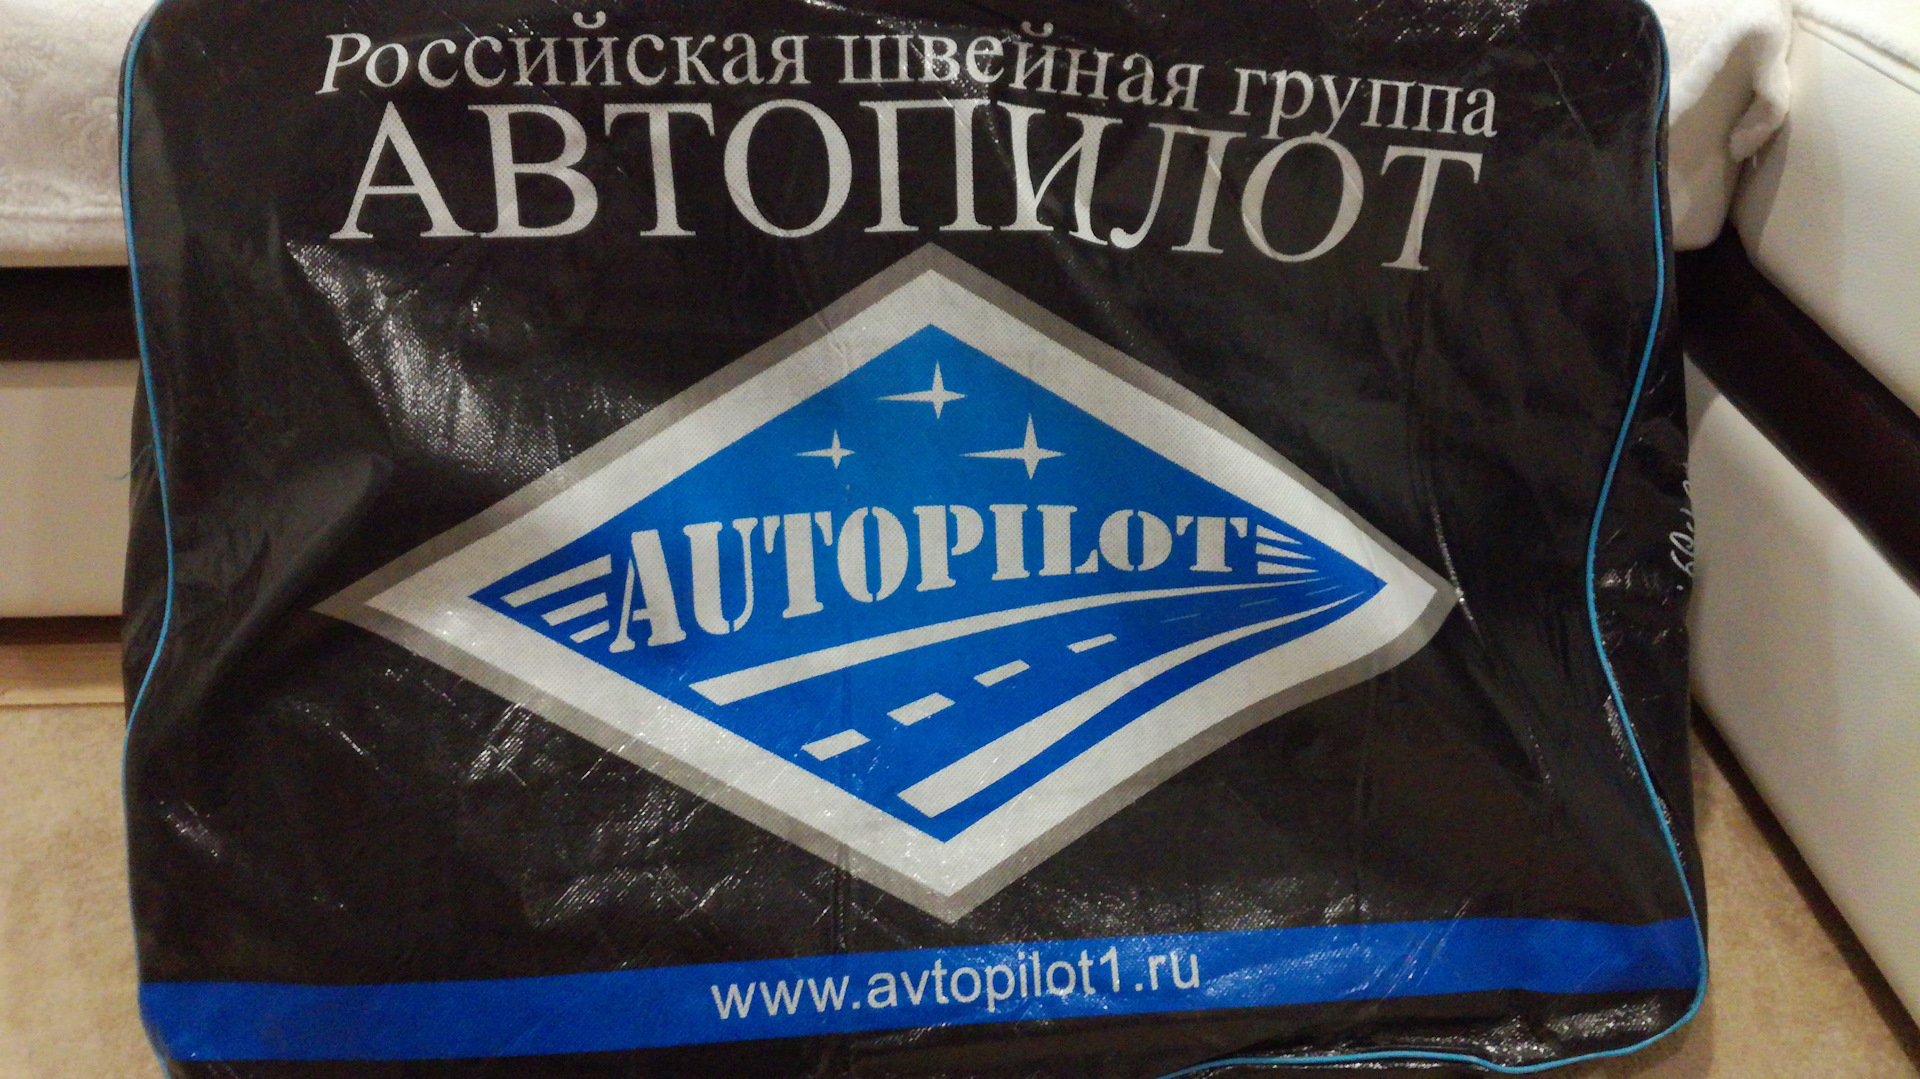 Российская швейная группа
АВТОПИЛОТ
AUTOPILOT
www.avtopilot1.ru